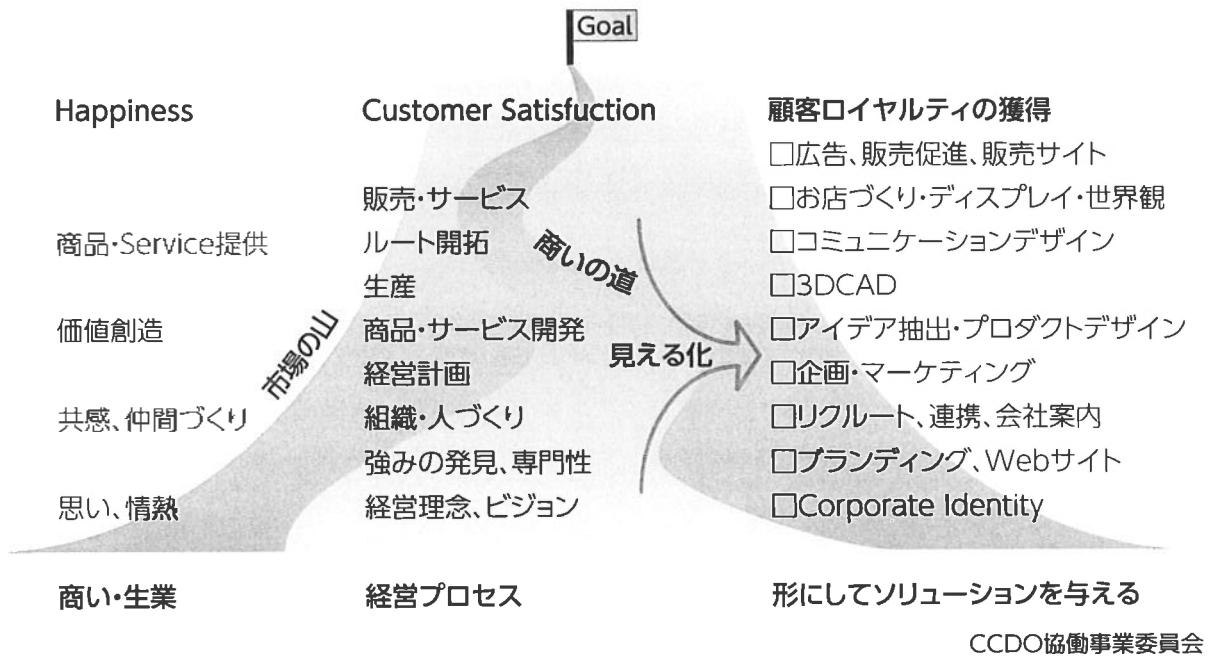 Goal
Happiness
Customer Satisfuction
顧客ロイヤルティの獲得
□広告、販売促進、販売サイト
販売・サービス
□お店づくり・ディスプレイ・世界観
商品・Service提供
ルート開拓
商いの道
□コミュニケーションデザイン
生産
□3DCAD
価値創造
市場の山
商品・サービス開発
見える化
□アイデア抽出・プロダクトデザイン
経営計画
□企画・マーケティング
共感、仲間づくり
組織・人づくり
□リクルート、連携、会社案内
強みの発見、専門性
□ブランディング、Webサイト
思い、情熱
経営理念、ビジョン
□Corporate Identity
商い・生業
経営プロセス
形にしてソリューションを与える
CCDO協働事業委員会